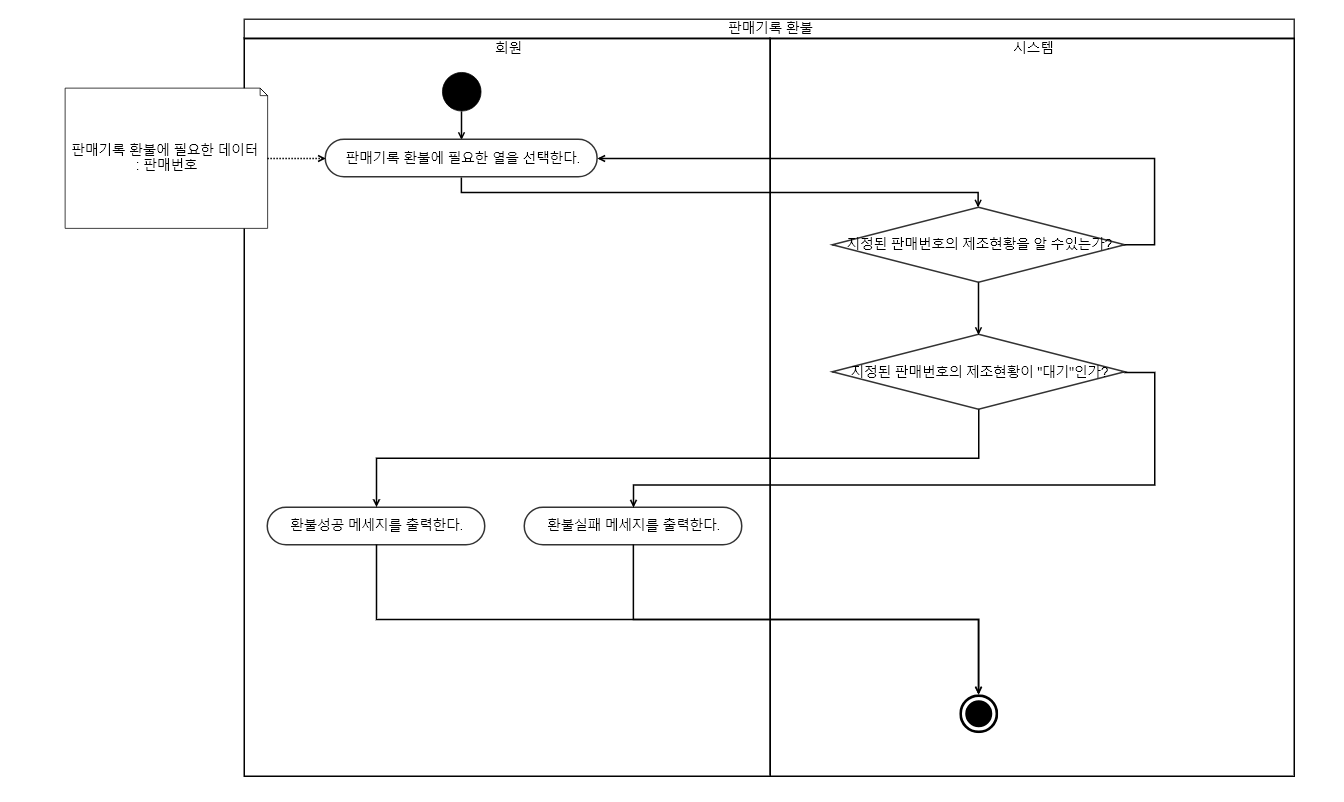 판매기록 환불
회원
시스템
판매기록 환불에 필요한 데이터
: 판매번호
판매기록 환불에 필요한 열을 선택한다.
지정된 판매번호의 제조현황을 알 수있는가?
지정된 판매번호의 제조현황이 "대기"인가?
환불성공 메세지를 출력한다.
환불실패 메세지를 출력한다.